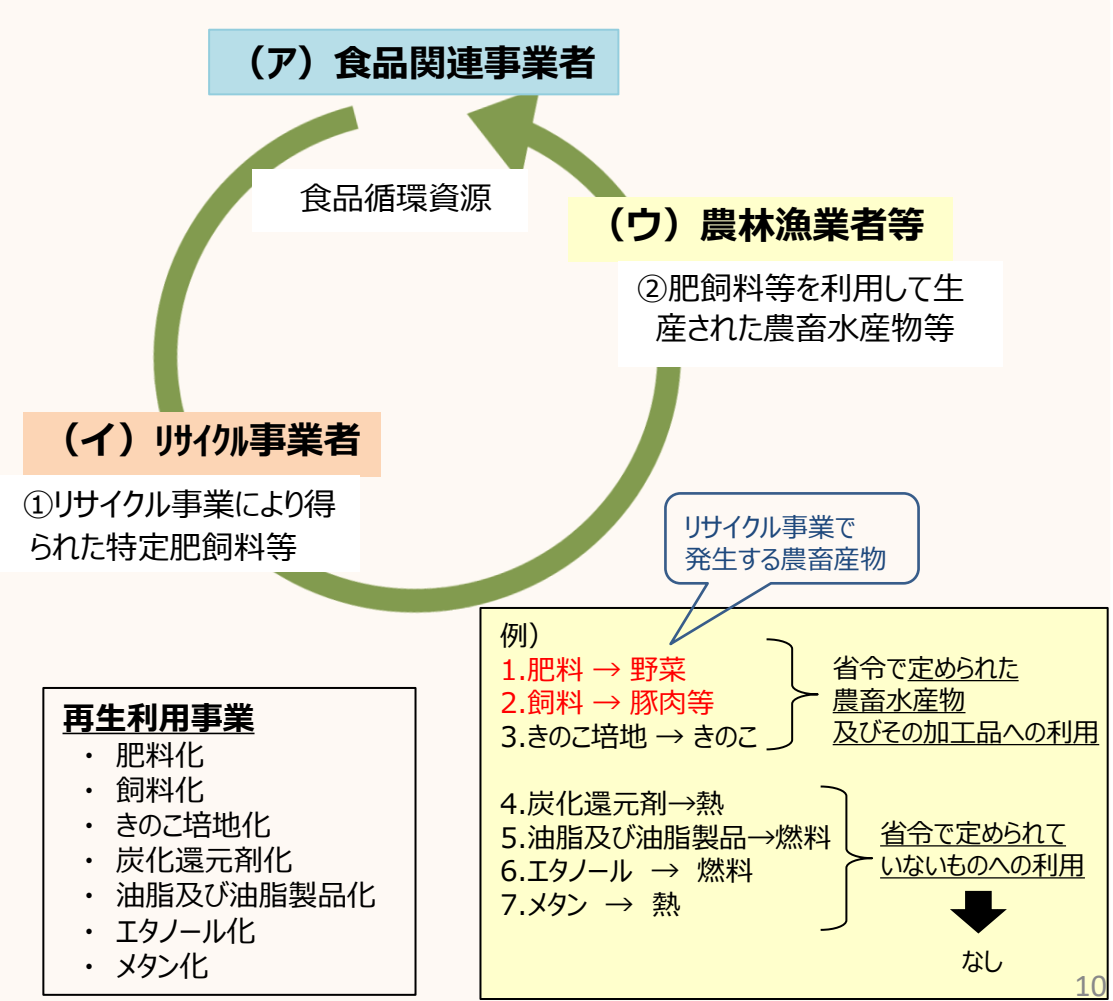 （ア）食品関連事業者
食品循環資源
（ウ）農林漁業者等
②肥飼料等を利用して生
産された農畜水産物等
（イ）ﾘｻｲｸﾙ事業者
①リサイクル事業により得
られた特定肥飼料等
リサイクル事業で
発生する農畜産物
例）
1.肥料 → 野菜
2.飼料 → 豚肉等
3.きのこ培地 → きのこ
省令で定められた
農畜水産物
及びその加工品への利用
4.炭化還元剤→熱
5.油脂及び油脂製品→燃料
6.エタノール → 燃料
7.メタン → 熱
省令で定められて
いないものへの利用
なし
再生利用事業
・ 肥料化
・ 飼料化
・ きのこ培地化
・ 炭化還元剤化
・ 油脂及び油脂製品化
・ エタノール化
・ メタン化
10